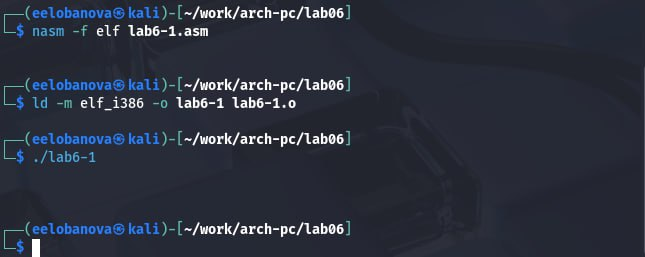 ┌──(eelobanova㉿kali)-[~/work/arch-pc/lab06]
└─$ nasm -f elf lab6-1.asm
┌──(eelobanova㉿kali)-[~/work/arch-pc/lab06]
└─$ ld -m elf_i386 -o lab6-1 lab6-1.o
┌──(eelobanova㉿kali)-[~/work/arch-pc/lab06]
└─$ ./lab6-1
┌──(eelobanova㉿kali)-[~/work/arch-pc/lab06]
└─$